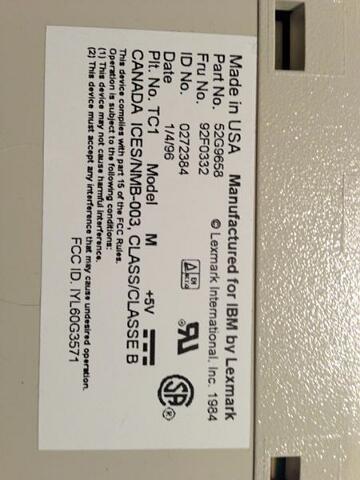 Made in USA Manufactured for IBM by Lexmark
Part No. 52G9658 © Lexmark International, Inc. 1984
Fru No. 92F0332
ID No. 0272384
Date 1/4/96
Plt. No. TC1 Model M +5V
CANADA ICES/NMB-003, CLASS/CLASSE B
This device complies with part 15 of the FCC Rules.
Operation is subject to the following conditions:
(1) This device may not cause harmful interference.
(2) This device must accept any interference that may cause undesired operation.
FCC ID. IYL60G3571